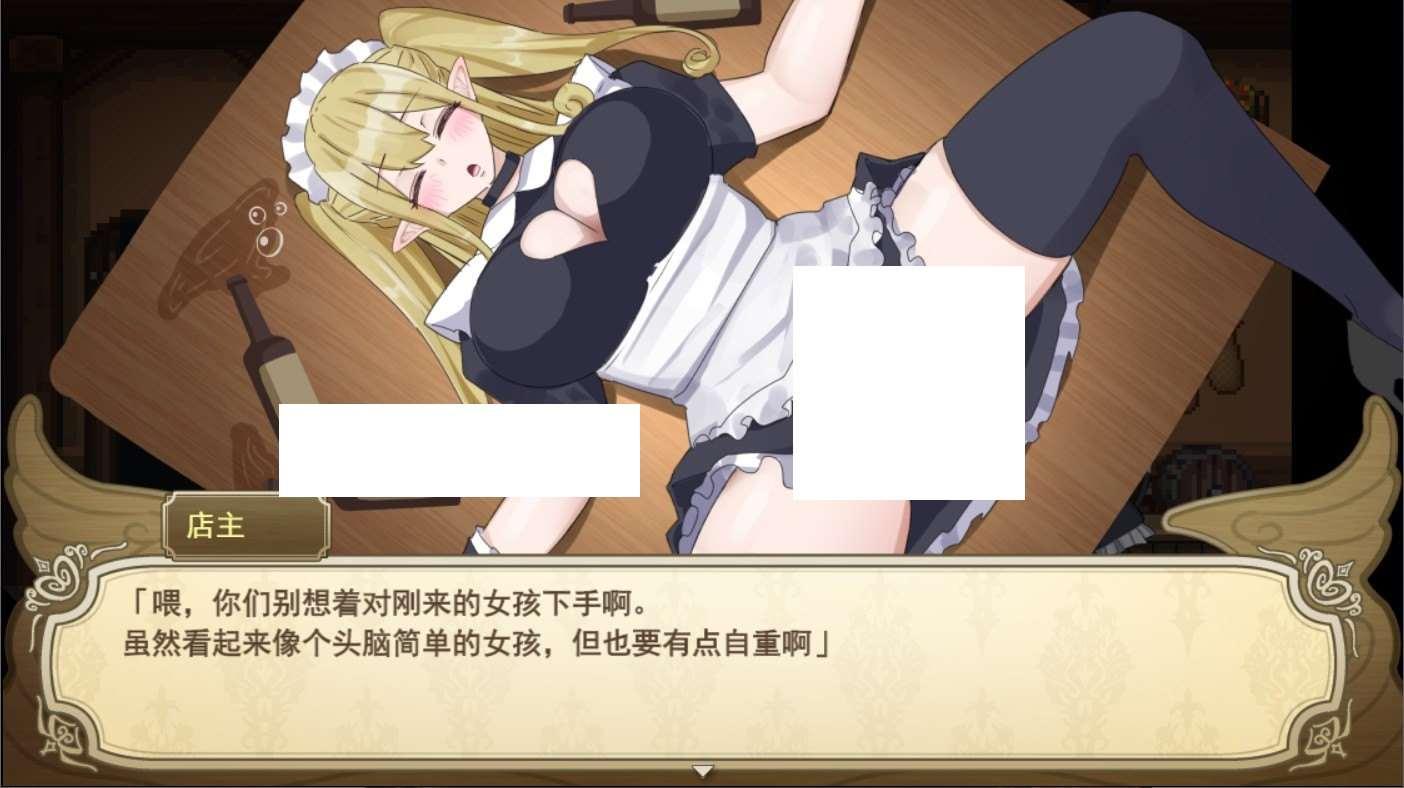 店主
「喂，你们别想着对刚来的女孩下手啊。
虽然看起来像个头脑简单的女孩，但也要有点自重啊」